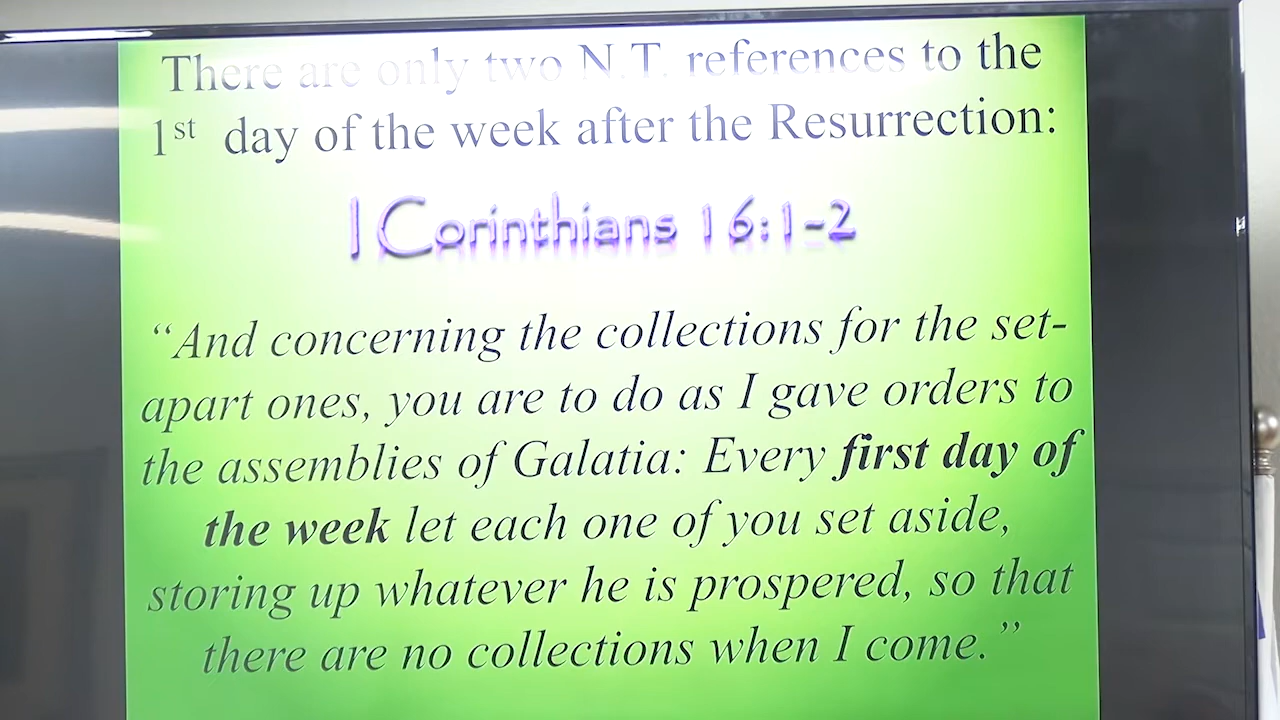 There are only two N.T. references to the
1st day of the week after the Resurrection:
1 Corinthians 16:1-2
“And concerning the collections for the set-
apart ones, you are to do as I gave orders to
the assemblies of Galatia: Every first day of
the week let each one of you set aside,
storing up whatever he is prospered, so that
there are no collections when I come.”